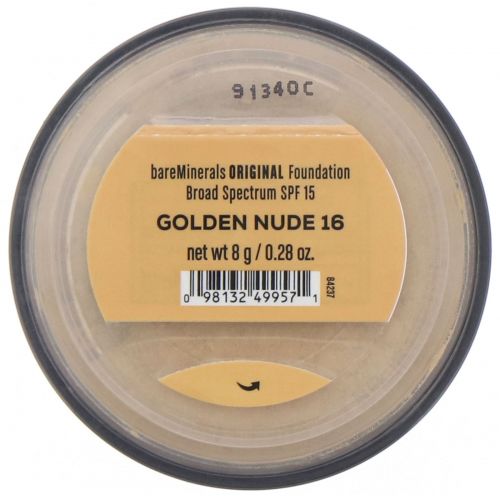 91340C
bareMinerals ORIGINAL Foundation
Broad Spectrum SPF 15
GOLDEN NUDE 16
net wt 8 g / 0.28 oz.
84237
0 98132 49957 1